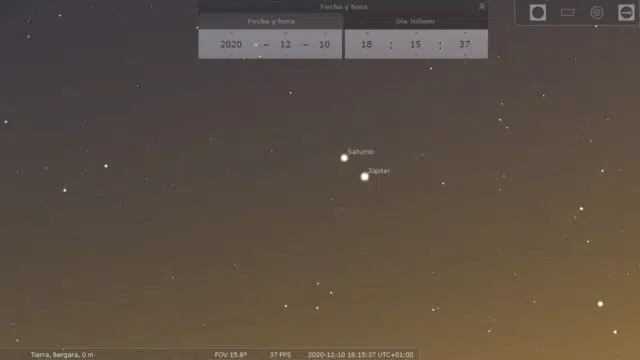 Fecha y hora X
Fecha y hora Día Juliano
2020 - 12 - 10 18 : 15 : 37
Saturno
Júpiter
Tierra, Bergara, 0 m FOV 15.8° 37 FPS 2020-12-10 18:15:37 UTC+01:00